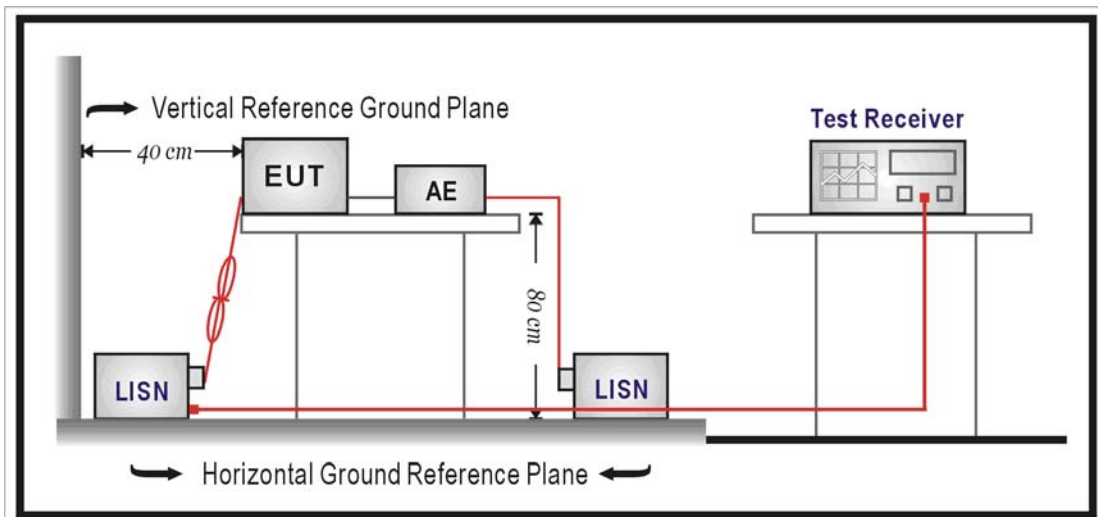 Vertical Reference Ground Plane
Test Receiver
40 cm
EUT
AE
80 cm
LISN
LISN
Horizontal Ground Reference Plane